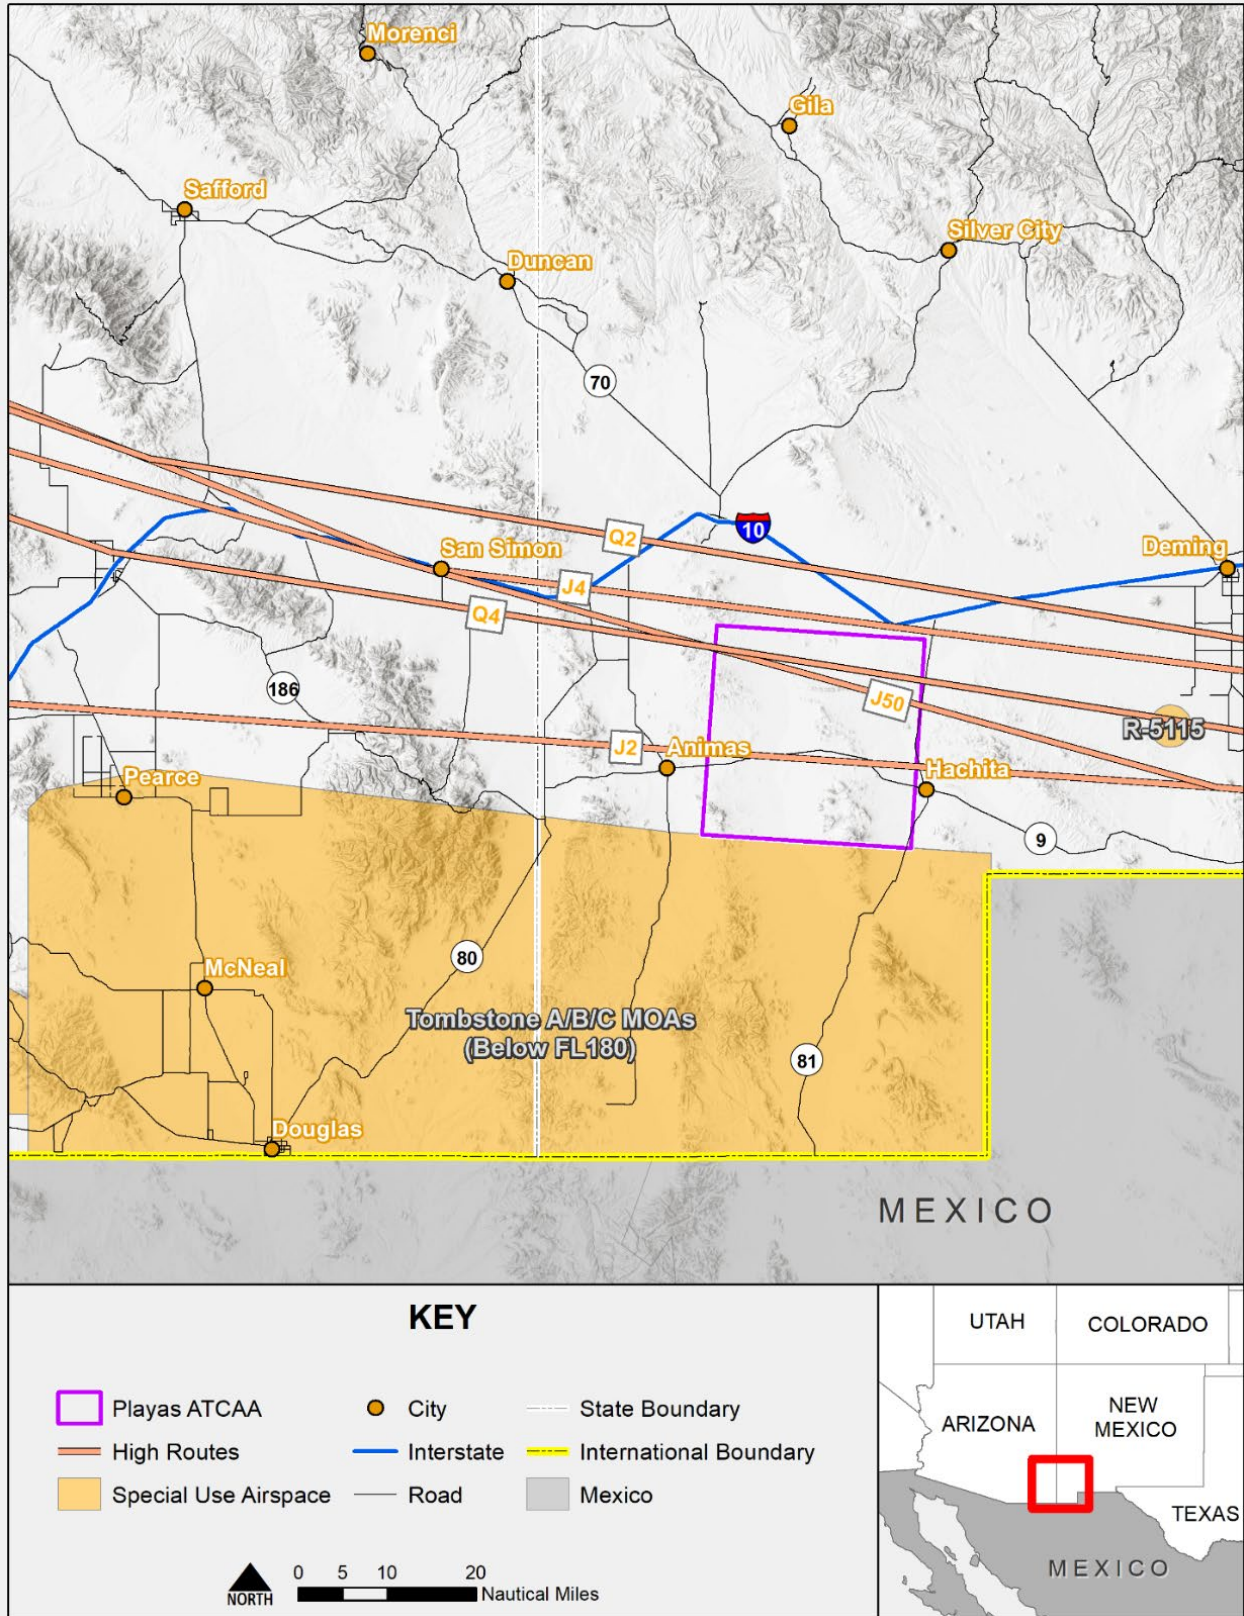 Morenci
Gila
Safford
Silver City
Duncan
70
10
Q2
San Simon
Deming
J4
Q4
186
J50
R-5115
J2
Animas
Pearce
Hachita
9
80
McNeal
Tombstone A/B/C MOAs
(Below FL180)
81
Douglas
MEXICO
KEY
Playas ATCAA
City
State Boundary
High Routes
Interstate
International Boundary
Special Use Airspace
Road
Mexico
NORTH
0 5 10 20
Nautical Miles
UTAH
COLORADO
ARIZONA
NEW
MEXICO
TEXAS
MEXICO